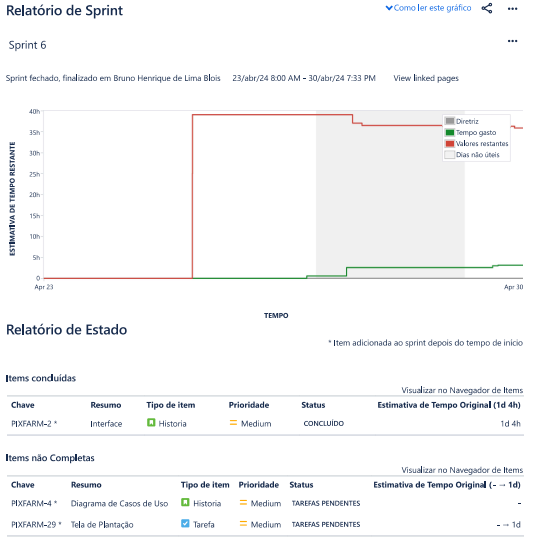 Relatório de Sprint
Como ler este gráfico
Sprint 6
Sprint fechado, finalizado em Bruno Henrique de Lima Blois 23/abr/24 8:00 AM - 30/abr/24 7:33 PM View linked pages
ESTIMATIVA DE TEMPO RESTANTE
40h
35h
30h
25h
20h
15h
10h
5h
0
Diretriz
Tempo gasto
Valores restantes
Dias não úteis
Apr 23
Apr 30
TEMPO
Relatório de Estado
* Item adicionada ao sprint depois do tempo de início
Items concluídas
Visualizar no Navegador de Items
Chave Resumo Tipo de item Prioridade Status Estimativa de Tempo Original (1d 4h)
PIXFARM-2 * Interface Historia Medium CONCLUÍDO 1d 4h
Items não Completas
Visualizar no Navegador de Items
Chave Resumo Tipo de item Prioridade Status Estimativa de Tempo Original (- → 1d)
PIXFARM-4 * Diagrama de Casos de Uso Historia Medium TAREFAS PENDENTES -
PIXFARM-29 * Tela de Plantação Tarefa Medium TAREFAS PENDENTES - → 1d